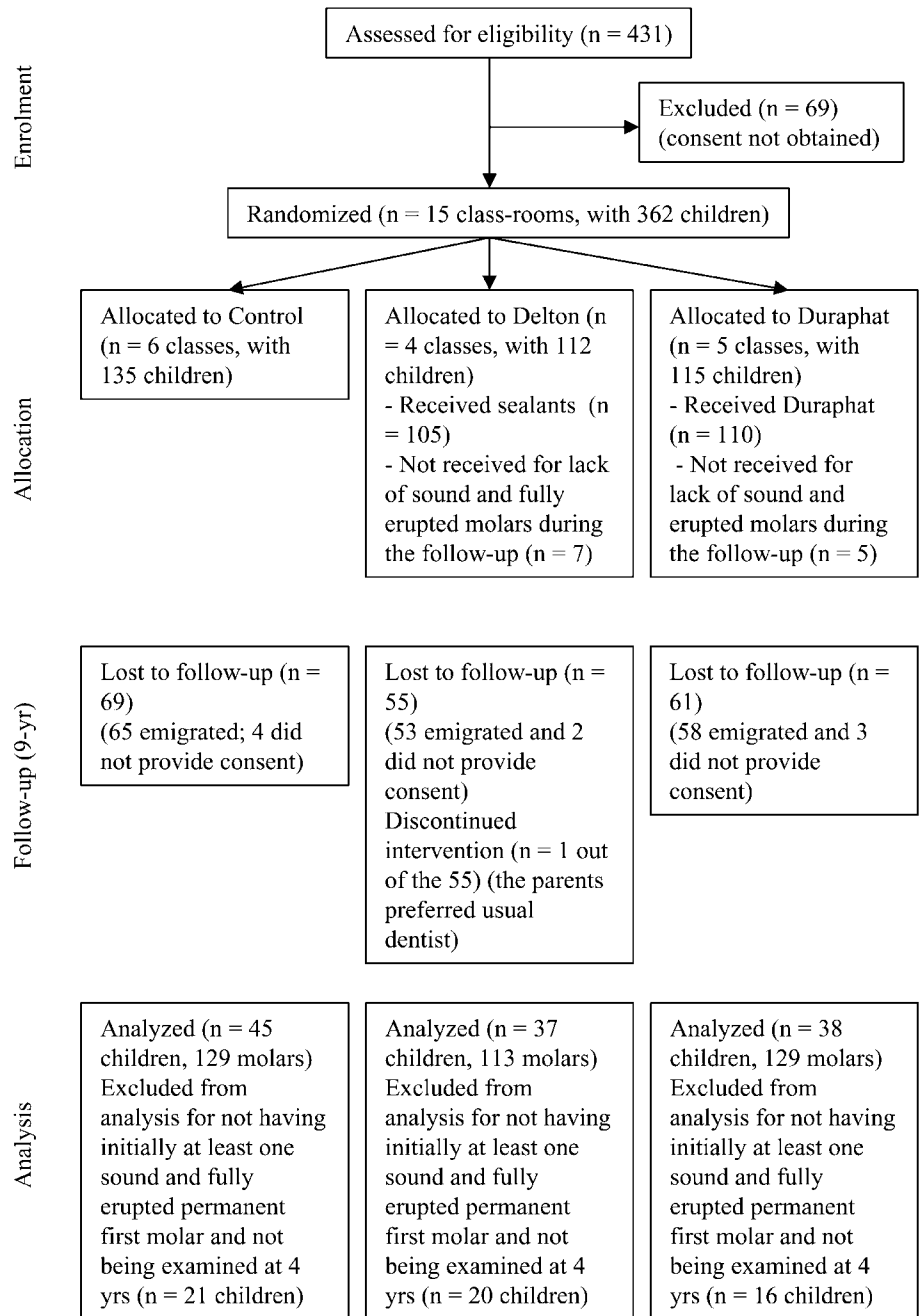 Assessed for eligibility (n = 431)
Enrolment
Excluded (n = 69)
(consent not obtained)
Randomized (n = 15 class-rooms, with 362 children)
Allocation
Allocated to Control
(n = 6 classes, with
135 children)
Allocated to Delton (n
= 4 classes, with 112
children)
- Received sealants (n
= 105)
- Not received for lack
of sound and fully
erupted molars during
the follow-up (n = 7)
Allocated to Duraphat
(n = 5 classes, with
115 children)
- Received Duraphat
(n = 110)
- Not received for
lack of sound and
erupted molars during
the follow-up (n = 5)
Follow-up (9-yr)
Lost to follow-up (n =
69)
(65 emigrated; 4 did
not provide consent)
Lost to follow-up (n =
55)
(53 emigrated and 2
did not provide
consent)
Discontinued
intervention (n = 1 out
of the 55) (the parents
preferred usual
dentist)
Lost to follow-up (n =
61)
(58 emigrated and 3
did not provide
consent)
Analysis
Analyzed (n = 45
children, 129 molars)
Excluded from
analysis for not having
initially at least one
sound and fully
erupted permanent
first molar and not
being examined at 4
yrs (n = 21 children)
Analyzed (n = 37
children, 113 molars)
Excluded from
analysis for not having
initially at least one
sound and fully
erupted permanent
first molar and not
being examined at 4
yrs (n = 20 children)
Analyzed (n = 38
children, 129 molars)
Excluded from
analysis for not having
initially at least one
sound and fully
erupted permanent
first molar and not
being examined at 4
yrs (n = 16 children)